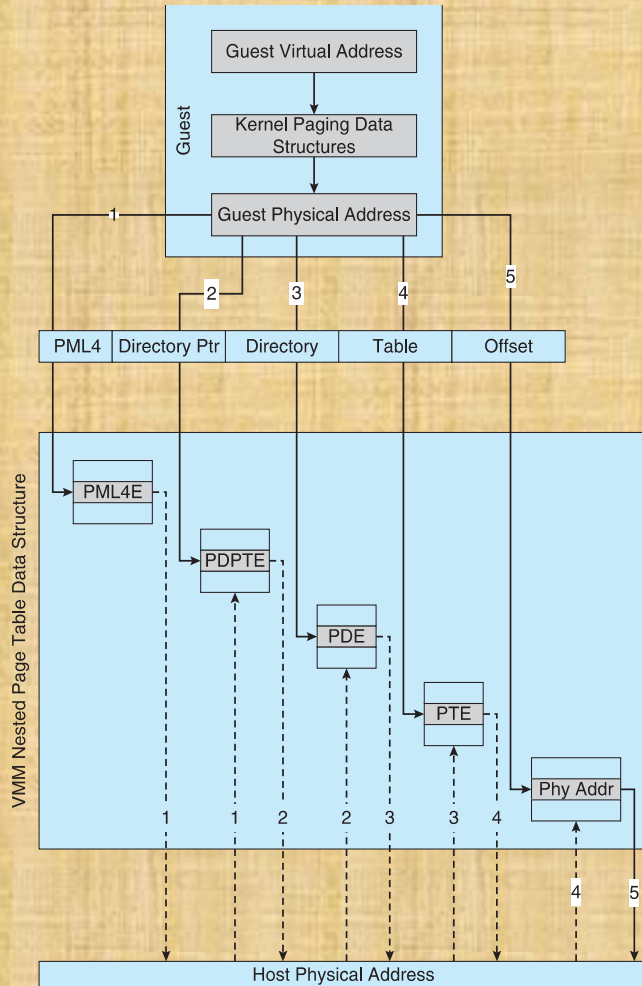 Guest
Guest Virtual Address
Kernel Paging Data
Structures
Guest Physical Address
1
2
3
4
5
PML4
Directory Ptr
Directory
Table
Offset
VMM Nested Page Table Data Structure
PML4E
PDPTE
PDE
PTE
Phy Addr
1
1
2
2
3
3
4
4
5
Host Physical Address